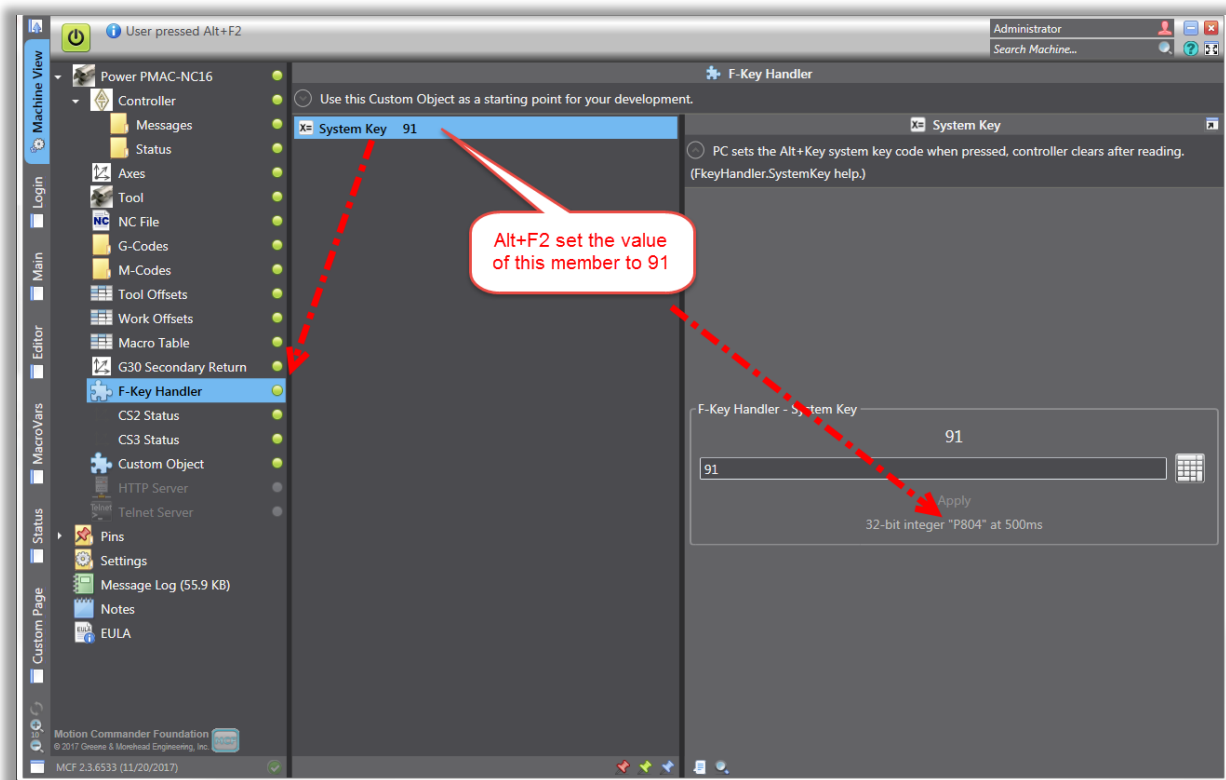 User pressed Alt+F2
Administrator
Search Machine...
Machine View
Login
Main
Editor
MacroVars
Status
Custom Page
Power PMAC-NC16
Controller
Messages
Status
Axes
Tool
NC NC File
G-Codes
M-Codes
Tool Offsets
Work Offsets
Macro Table
G30 Secondary Return
F-Key Handler
CS2 Status
CS3 Status
Custom Object
HTTP Server
Telnet Telnet Server
Pins
Settings
Message Log (55.9 KB)
Notes
EULA EULA
Motion Commander Foundation
© 2017 Greene & Morehead Engineering, Inc.
10
MCF 2.3.6533 (11/20/2017)
F-Key Handler
Use this Custom Object as a starting point for your development.
X= System Key 91
Alt+F2 set the value
of this member to 91
X= System Key
PC sets the Alt+Key system key code when pressed, controller clears after reading.
(FkeyHandler.SystemKey help.)
F-Key Handler - System Key
91
91
Apply
32-bit integer "P804" at 500ms